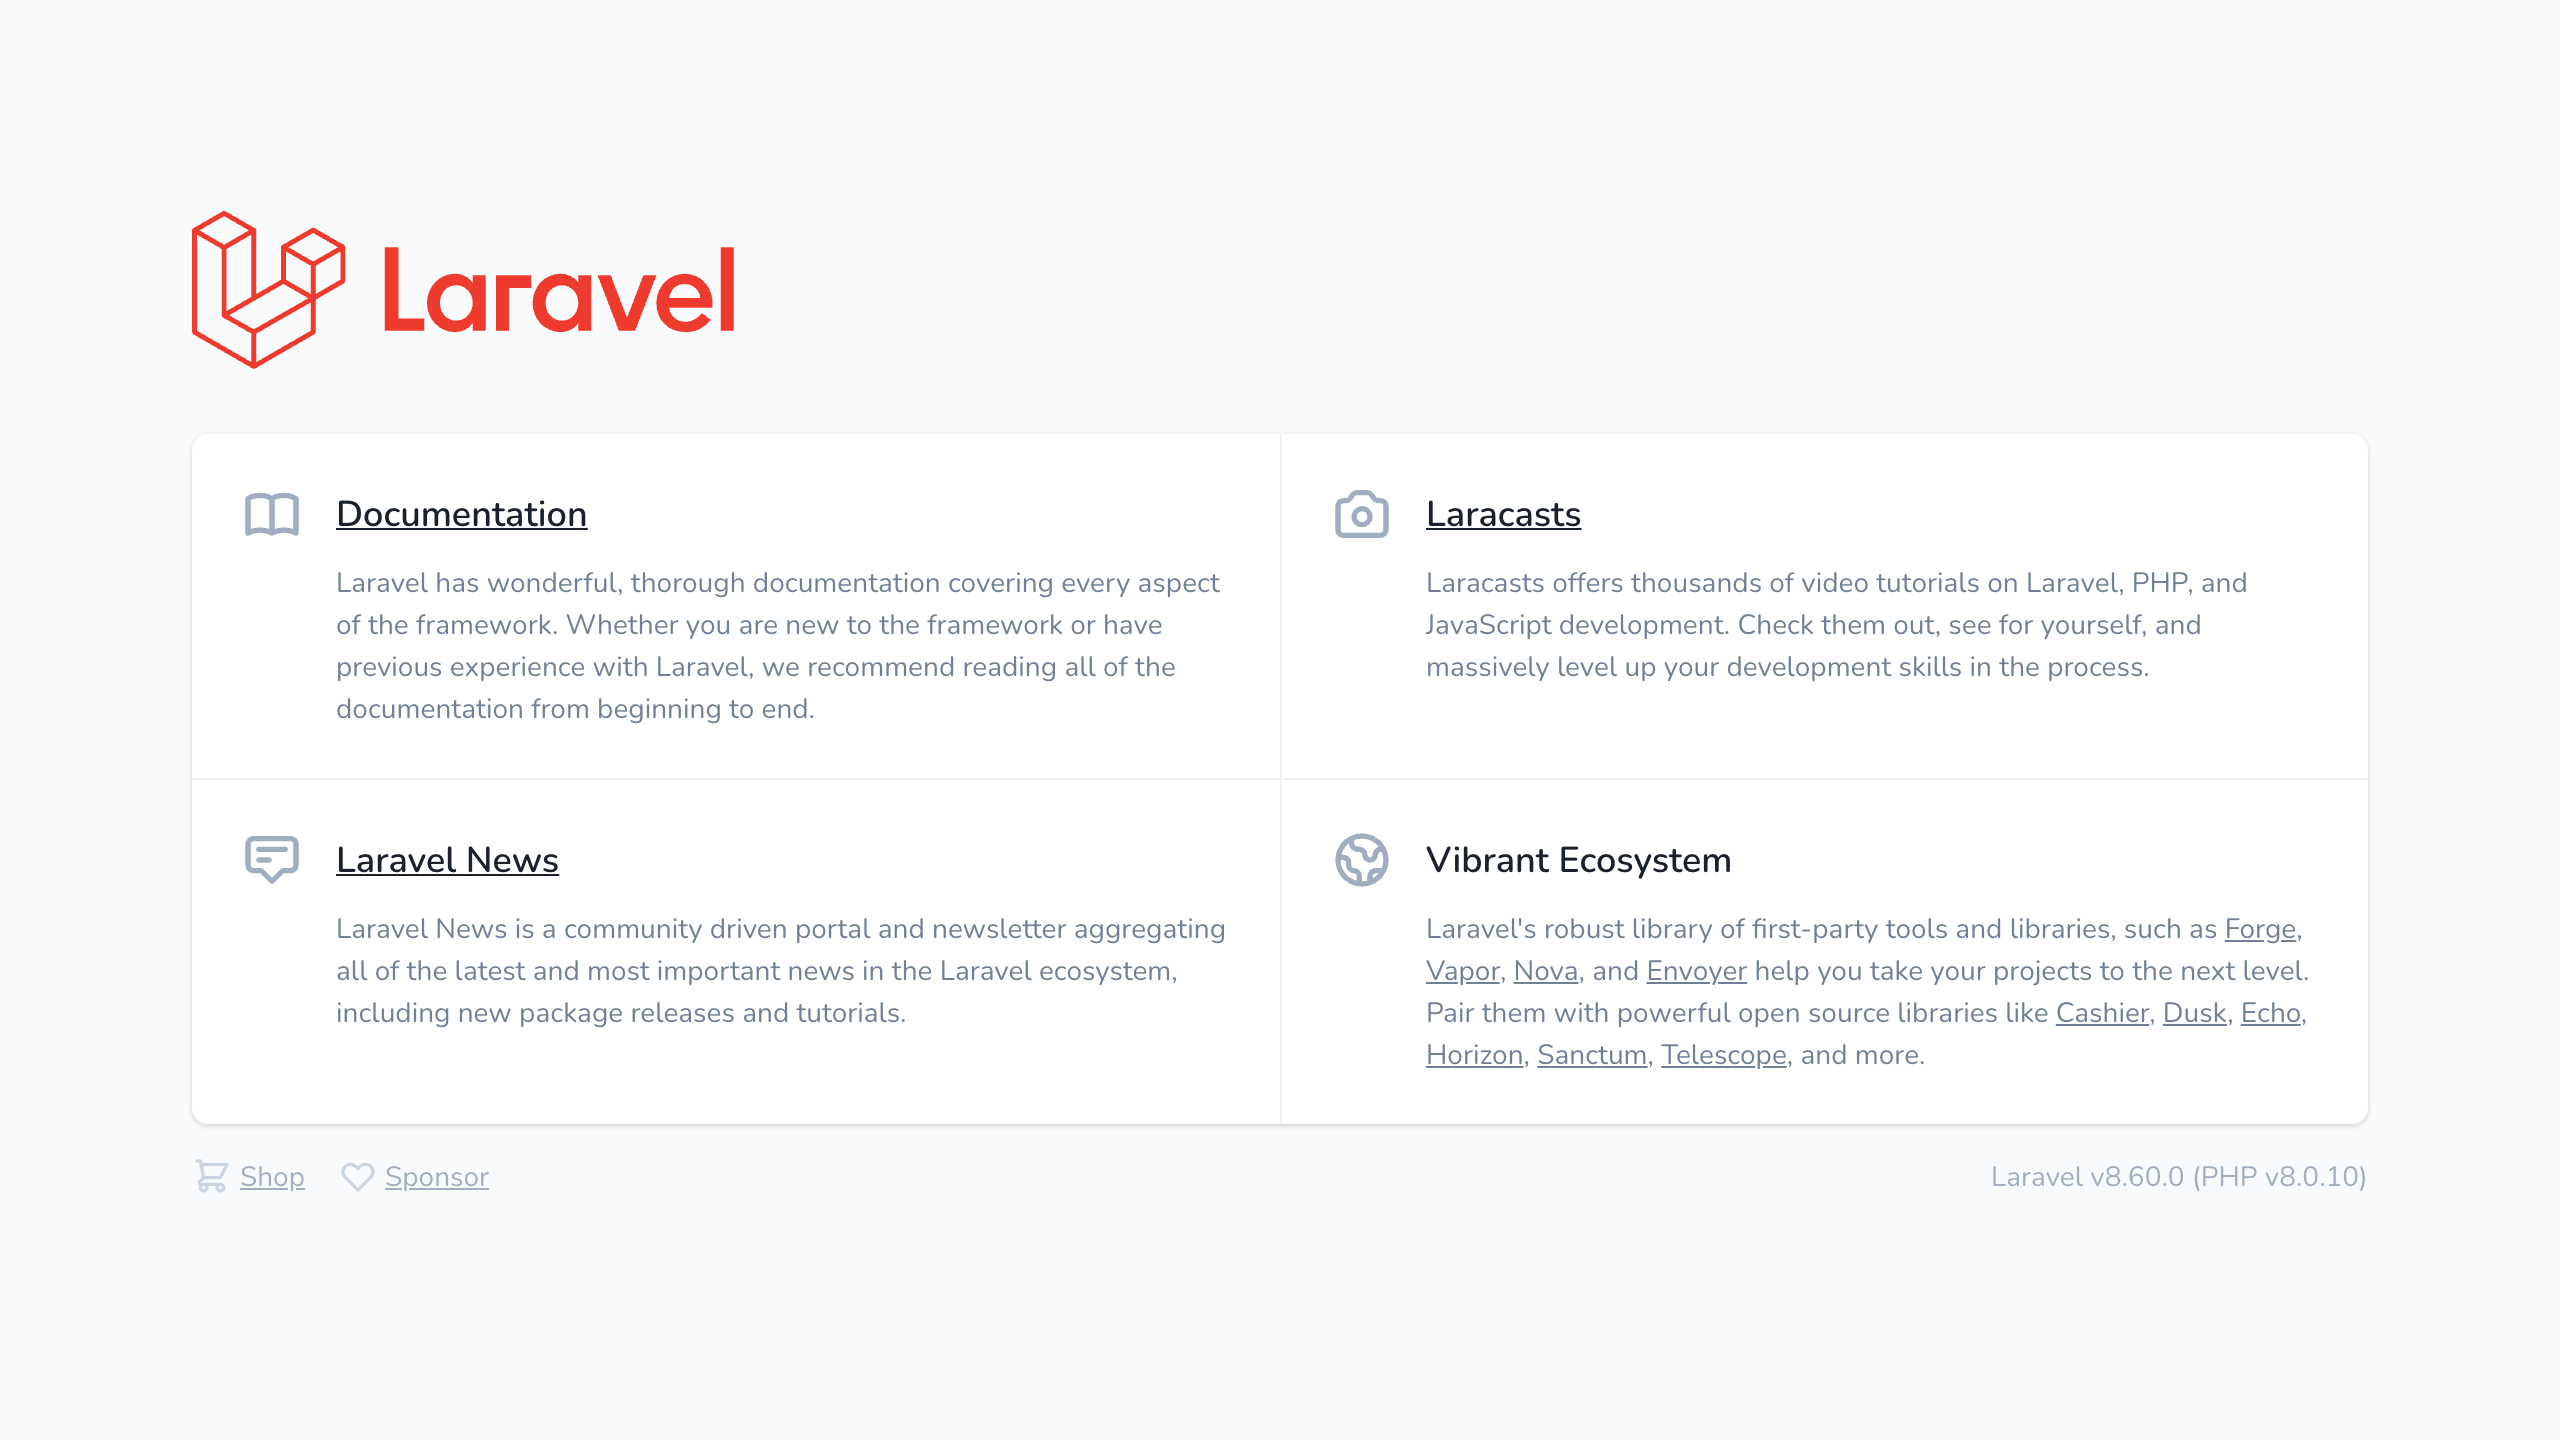 Laravel
Documentation
Laravel has wonderful, thorough documentation covering every aspect
of the framework. Whether you are new to the framework or have
previous experience with Laravel, we recommend reading all of the
documentation from beginning to end.
Laracasts
Laracasts offers thousands of video tutorials on Laravel, PHP, and
JavaScript development. Check them out, see for yourself, and
massively level up your development skills in the process.
Laravel News
Laravel News is a community driven portal and newsletter aggregating
all of the latest and most important news in the Laravel ecosystem,
including new package releases and tutorials.
Vibrant Ecosystem
Laravel's robust library of first-party tools and libraries, such as Forge,
Vapor, Nova, and Envoyer help you take your projects to the next level.
Pair them with powerful open source libraries like Cashier, Dusk, Echo,
Horizon, Sanctum, Telescope, and more.
Shop Sponsor
Laravel v8.60.0 (PHP v8.0.10)